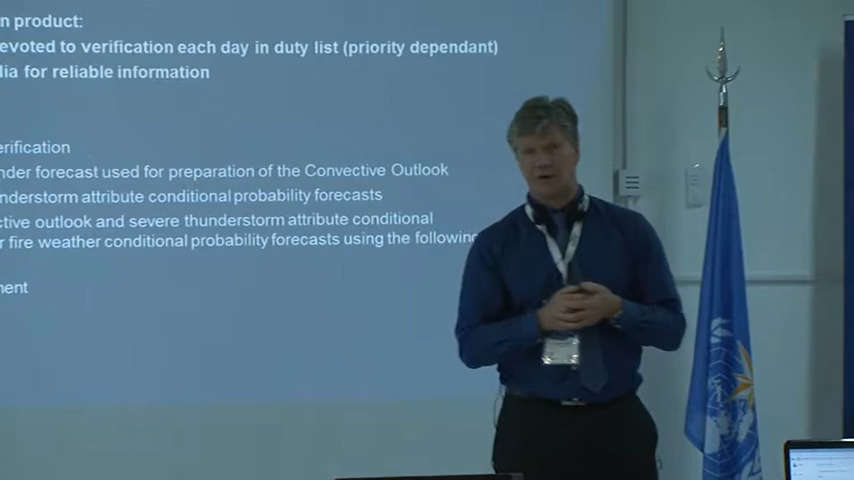 n product:
evoted to verification each day in duty list (priority dependant)
dia for reliable information
erification
nder forecast used for preparation of the Convective Outlook
nderstorm attribute conditional probability forecasts
ctive outlook and severe thunderstorm attribute conditional
r fire weather conditional probability forecasts using the following
ent